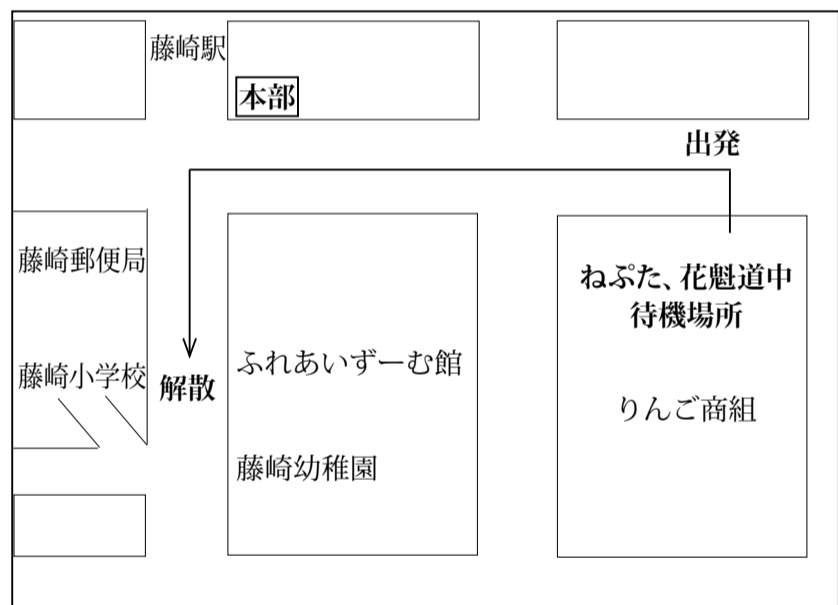 藤崎駅
本部
出発
藤崎郵便局
ねぷた、花魁道中
待機場所
藤崎小学校
解散
ふれあいずーむ館
りんご商組
藤崎幼稚園